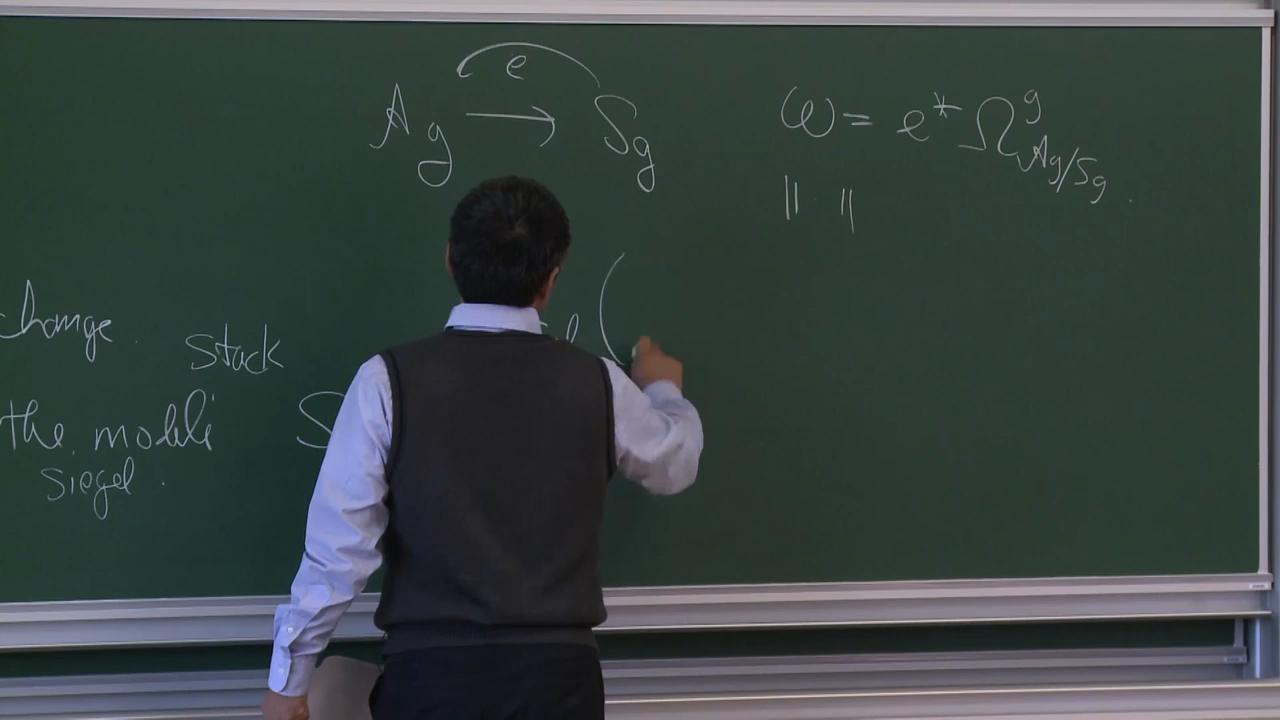 e
A_g → S_g
ω = e* Ω^g_{A_g/S_g}.
‖ · ‖
(
change.
stack
the moduli S
siegel.